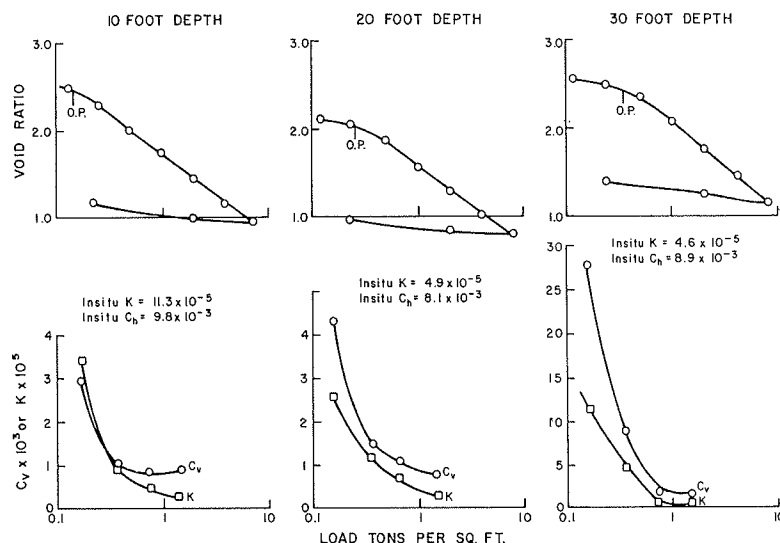 10 FOOT DEPTH
20 FOOT DEPTH
30 FOOT DEPTH
VOID RATIO
3.0
2.0
1.0
O.P.
3.0
2.0
1.0
O.P.
3.0
2.0
1.0
O.P.
Insitu K = 11.3 x 10-5
Insitu Ch = 9.8 x 10-3
Insitu K = 4.9 x 10-5
Insitu Ch = 8.1 x 10-3
Insitu K = 4.6 x 10-5
Insitu Ch = 8.9 x 10-3
Cv x 103 or K x 105
4
3
2
1
0
Cv
K
0.1
1
10
5
4
3
2
1
0
Cv
K
0.1
1
10
30
25
20
15
10
5
0
Cv
K
0.1
1
10
LOAD TONS PER SQ. FT.